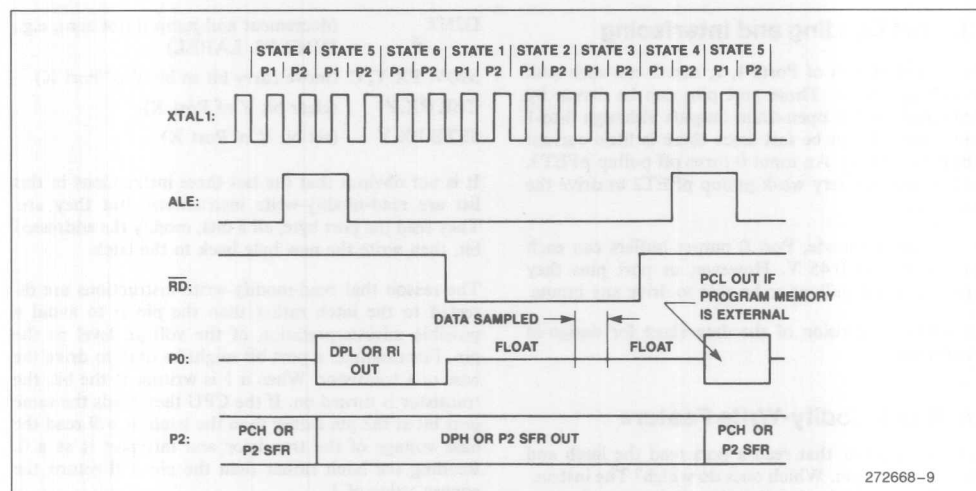 STATE 4 | STATE 5 | STATE 6 | STATE 1 | STATE 2 | STATE 3 | STATE 4 | STATE 5
P1 | P2 | P1 | P2 | P1 | P2 | P1 | P2 | P1 | P2 | P1 | P2 | P1 | P2 | P1 | P2
XTAL1:
ALE:
RD:
DATA SAMPLED
PCL OUT IF
PROGRAM MEMORY
IS EXTERNAL
P0:
DPL OR Ri
OUT
FLOAT
FLOAT
P2:
PCH OR
P2 SFR
DPH OR P2 SFR OUT
PCH OR
P2 SFR
272668–9